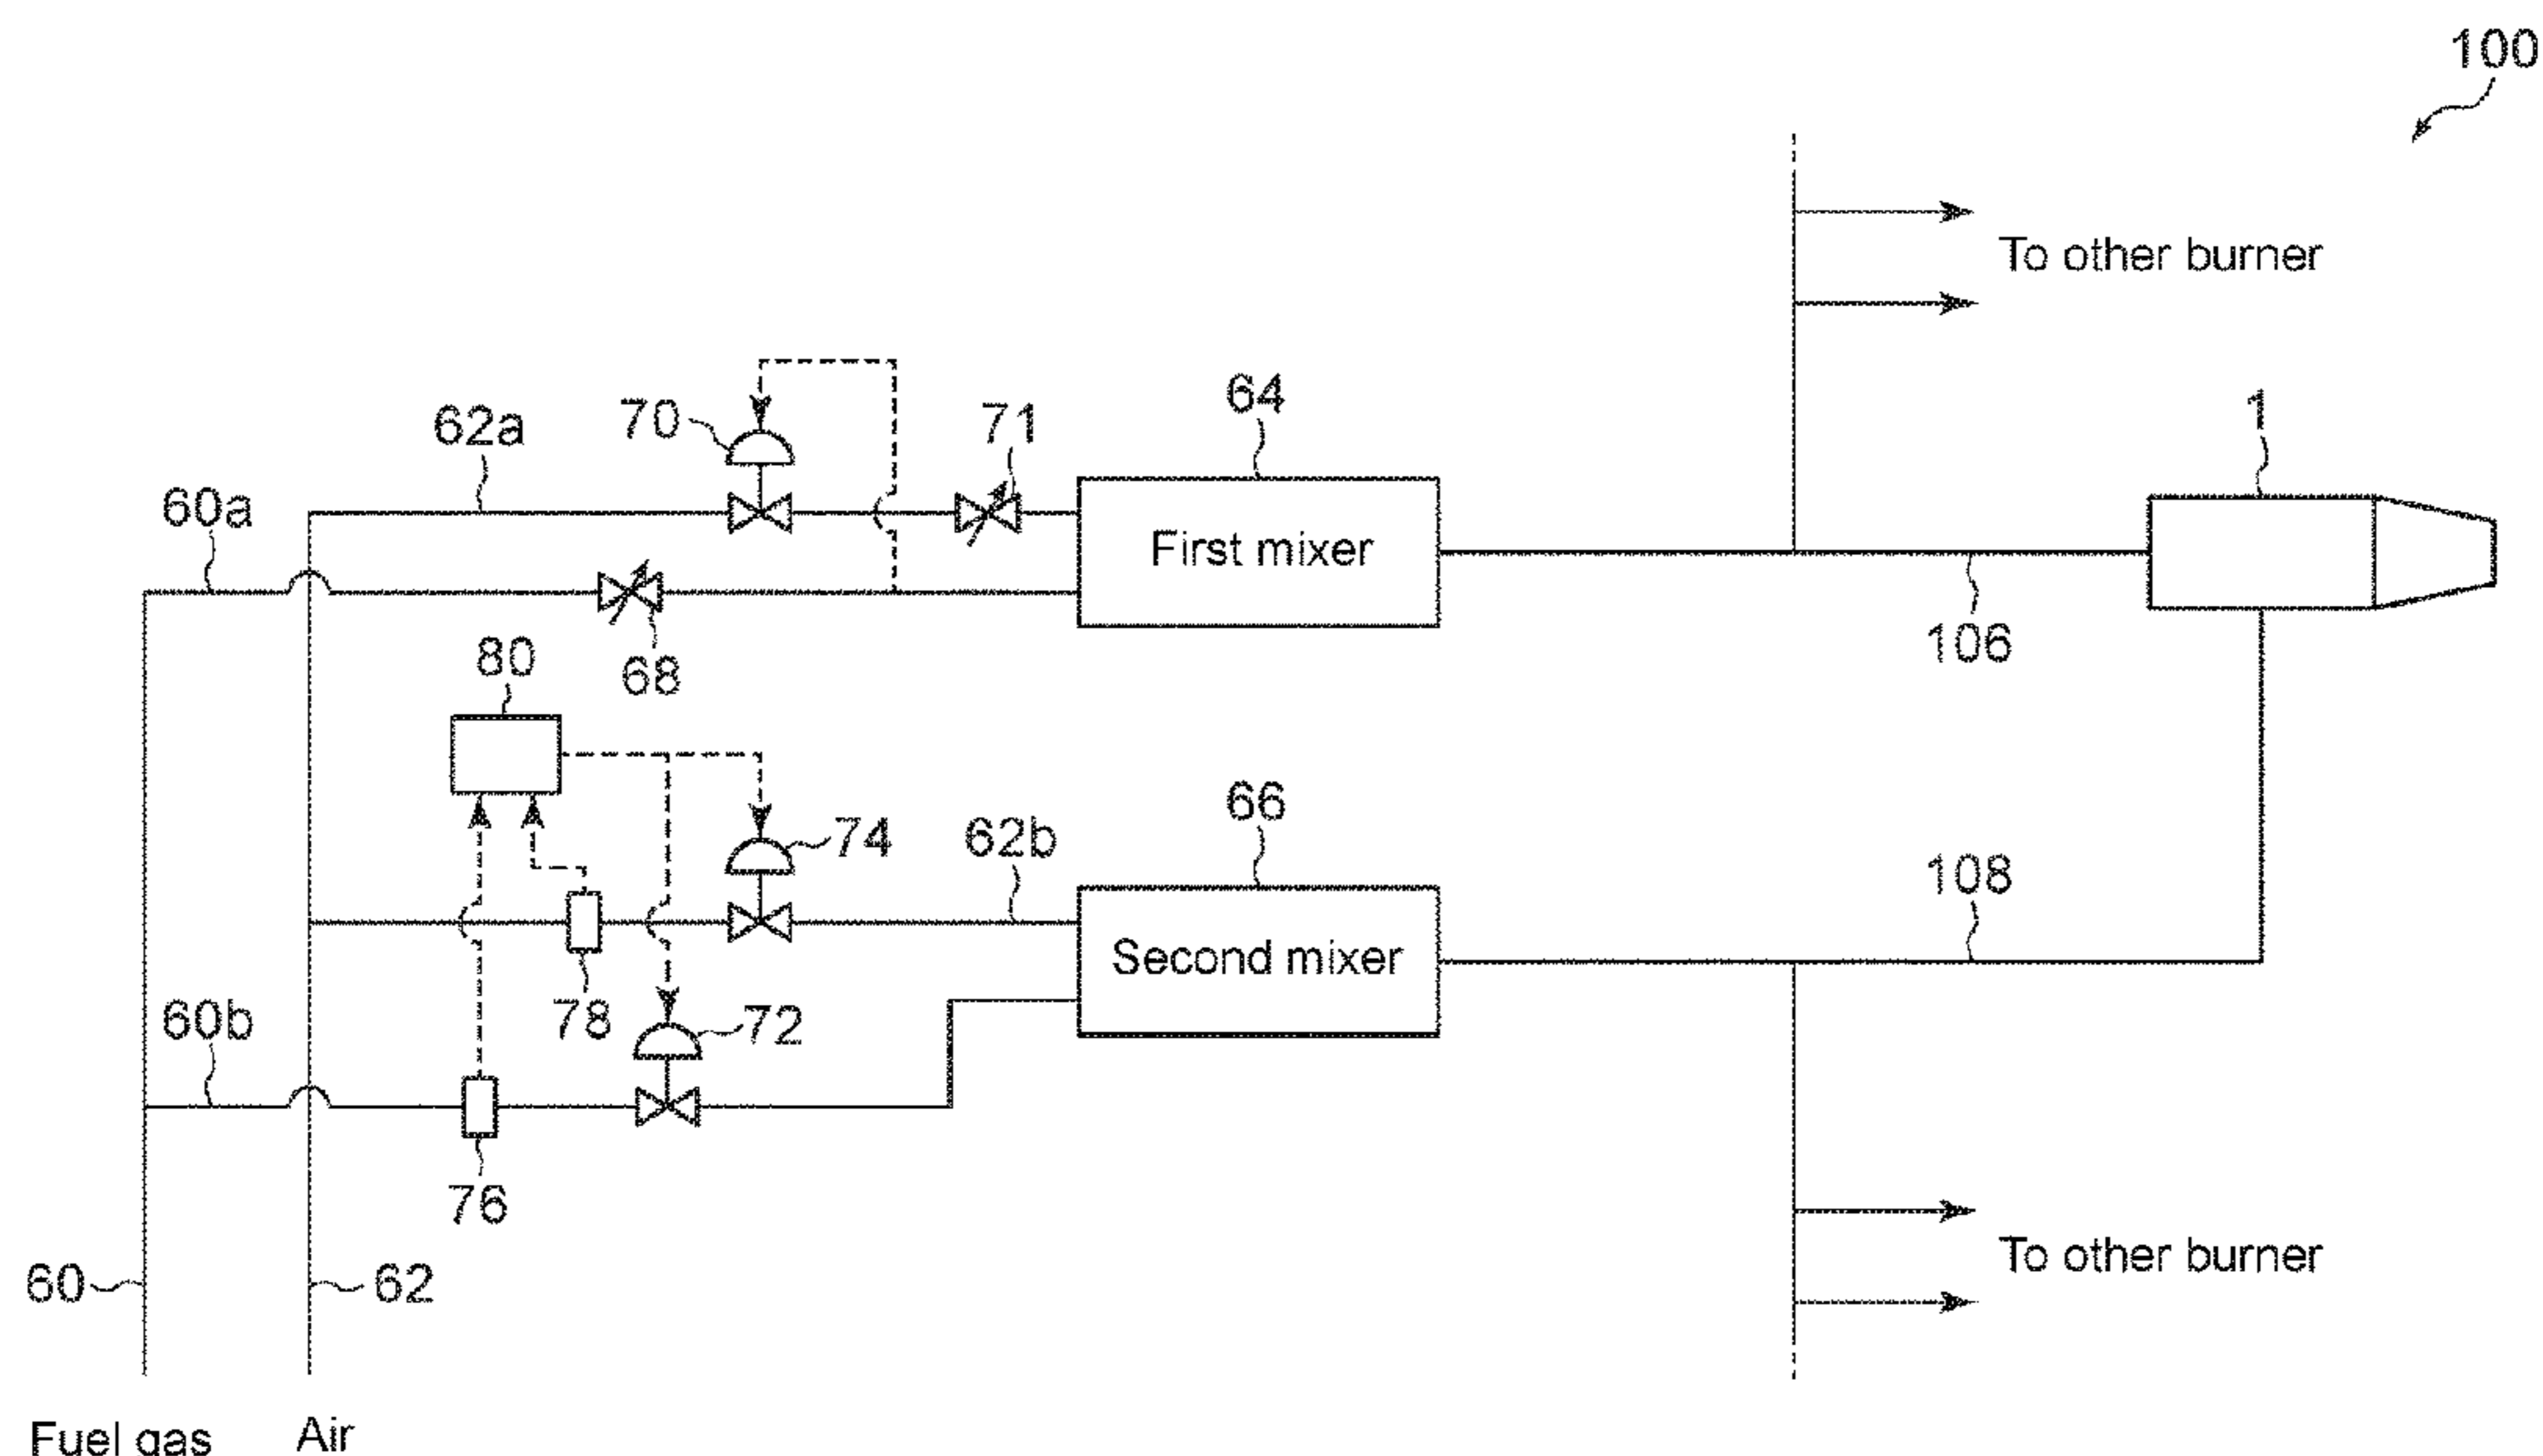 100
To other burner
70
62a
71
64
1
60a
First mixer
106
68
80
66
74
62b
108
Second mixer
78
72
60b
76
To other burner
60
62
Fuel gas
Air